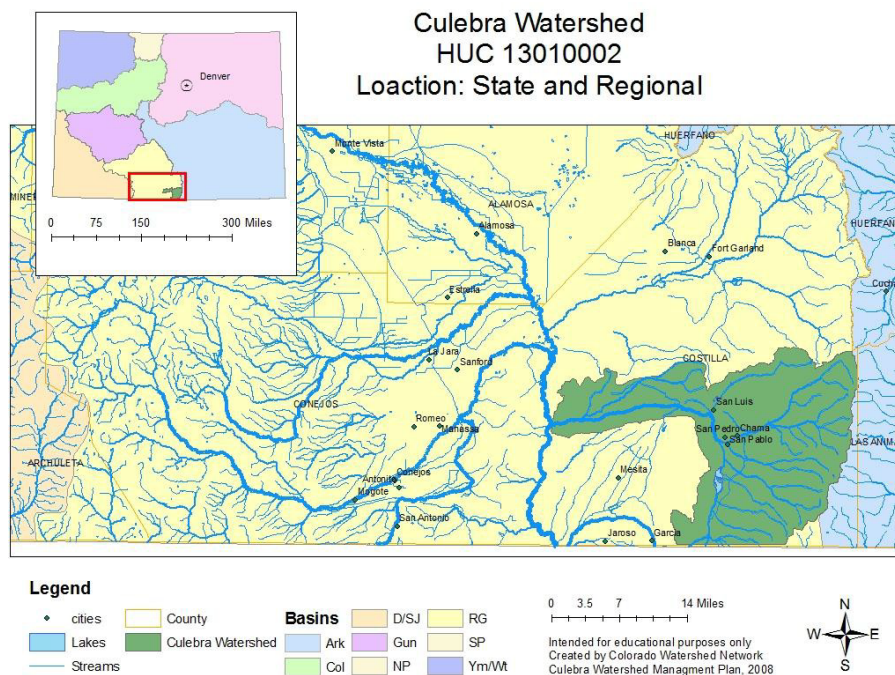 Culebra Watershed
HUC 13010002
Loaction: State and Regional
Denver
0 75 150 300 Miles
Monte Vista
HUERFANO
ALAMOSA
Alamosa
Blanca
Fort Garland
HUERFAN
Estrella
La Jara
Sanford
COSTILLA
CONEJOS
San Luis
Romeo
Manassa
San Pedro
Chama
San Pablo
LAS ANIM
ARCHULETA
Conejos
Antonito
Mogote
Mesita
San Antonio
Jaroso
Garcia
Legend
cities
County
Lakes
Culebra Watershed
Streams
Basins
D/SJ
RG
Ark
Gun
SP
Col
NP
Ym/Wt
0 3.5 7 14 Miles
Intended for educational purposes only
Created by Colorado Watershed Network
Culebra Watershed Managment Plan, 2008
N
W
E
S